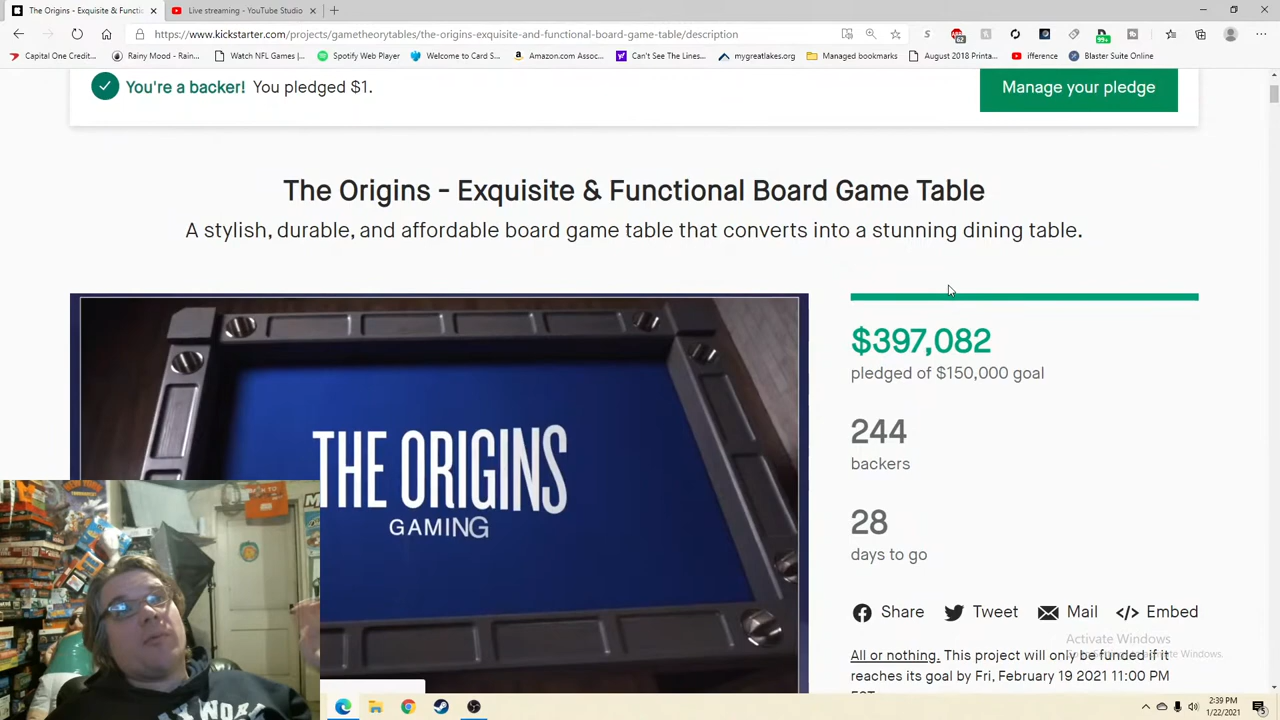 The Origins - Exquisite & Functi
Live streaming - YouTube Studio
https://www.kickstarter.com/projects/gametheorytables/the-origins-exquisite-and-functional-board-game-table/description
62
99+
Capital One Credit... Rainy Mood - Rain... Watch NHL Games |... Spotify Web Player Welcome to Card S... Amazon.com Assoc... Can't See The Lines... mygreatlakes.org Managed bookmarks August 2018 Printa... ifference Blaster Suite Online
You're a backer! You pledged $1.
Manage your pledge
The Origins - Exquisite & Functional Board Game Table
A stylish, durable, and affordable board game table that converts into a stunning dining table.
THE ORIGINS
GAMING
$397,082
pledged of $150,000 goal
244
backers
28
days to go
Share Tweet Mail Embed
Activate Windows
All or nothing. This project will only be funded if it
reaches its goal by Fri, February 19 2021 11:00 PM
2:39 PM
1/22/2021